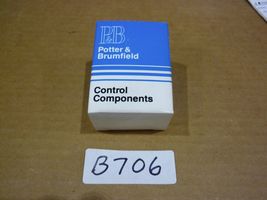 P&B
Potter &
Brumfield
Control
Components
B706